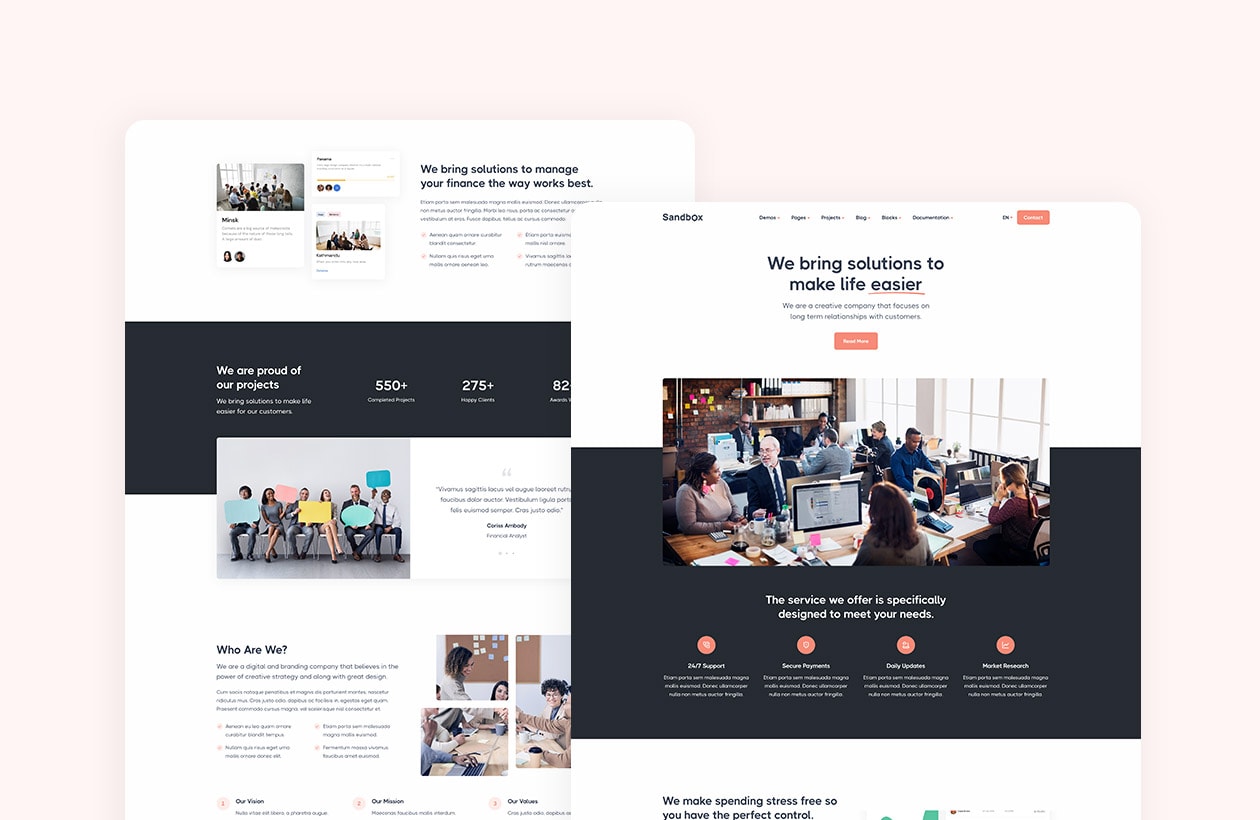 We bring solutions to manage
your finance the way works best.
Etiam porta sem malesuada magna mollis euismod. Donec ullamcorper
non metus auctor fringilla. Morbi leo risus, porta ac consectetur
vestibulum at eros. Fusce dapibus, tellus ac cursus commodo.
Aenean quam ornare curabitur
blandit consectetur.
Etiam porta euismod
mollis nisl ornare.
Nullam quis risus eget urna
mollis ornare aenean leo.
Vivamus sagittis
rutrum maecenas
Minsk
Yerevan
Kathmandu
We are proud of
our projects
We bring solutions to make life
easier for our customers.
550+
Completed Projects
275+
Happy Clients
82
Awards
“Vivamus sagittis lacus vel augue laoreet
faucibus dolor auctor. Vestibulum ligula
felis euismod semper. Cras justo odio.”
Coriss Ambady
Financial Analyst
Who Are We?
We are a digital and branding company that believes in the
power of creative strategy and along with great design.
Cum sociis natoque penatibus et magnis dis parturient montes, nascetur
ridiculus mus. Cras justo odio, dapibus ac facilisis in, egestas eget quam.
Praesent commodo cursus magna, vel scelerisque nisl consectetur et.
Aenean eu leo quam ornare
curabitur blandit tempus.
Etiam porta sem malesuada
magna mollis euismod.
Nullam quis risus eget urna
mollis ornare donec elit.
Fermentum massa vivamus
faucibus amet euismod.
1
Our Vision
Nulla vitae elit libero, a pharetra augue.
2
Our Mission
Maecenas faucibus mollis interdum.
3
Our Values
Cras justo odio,
Sandbox
Demos
Pages
Projects
Blog
Blocks
Documentation
EN
Contact
We bring solutions to
make life easier
We are a creative company that focuses on
long term relationships with customers.
Read More
The service we offer is specifically
designed to meet your needs.
24/7 Support
Etiam porta sem malesuada magna
mollis euismod. Donec ullamcorper
nulla non metus auctor fringilla.
Secure Payments
Etiam porta sem malesuada magna
mollis euismod. Donec ullamcorper
nulla non metus auctor fringilla.
Daily Updates
Etiam porta sem malesuada magna
mollis euismod. Donec ullamcorper
nulla non metus auctor fringilla.
Market Research
Etiam porta sem malesuada magna
mollis euismod. Donec ullamcorper
nulla non metus auctor fringilla.
We make spending stress free so
you have the perfect control.